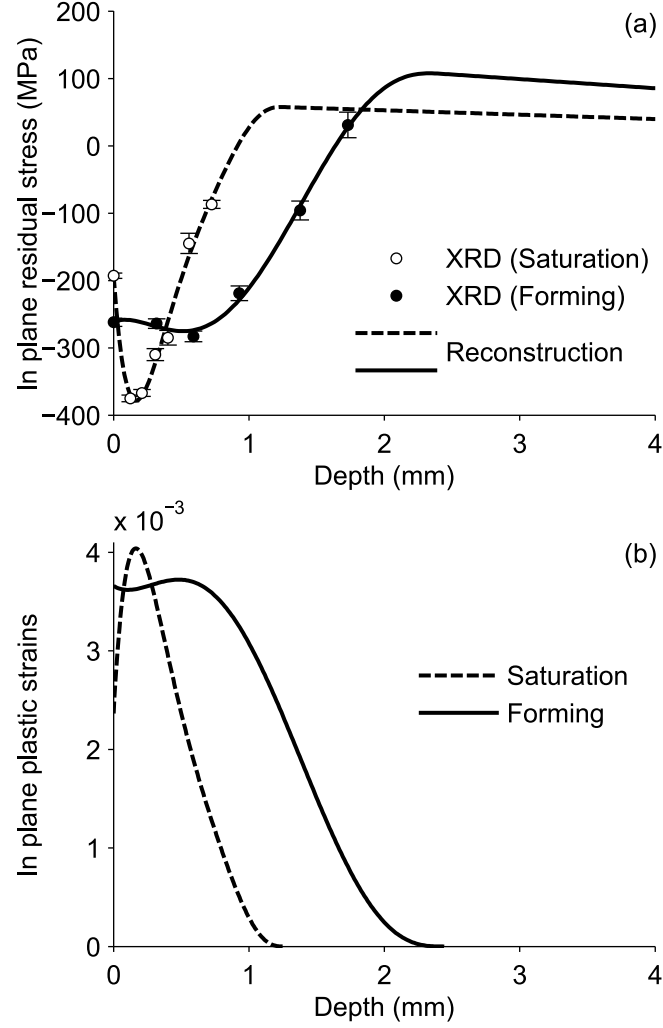 (a)
In plane residual stress (MPa)
200
100
0
−100
−200
−300
−400
XRD (Saturation)
XRD (Forming)
Reconstruction
0 1 2 3 4
Depth (mm)
x 10⁻³
(b)
In plane plastic strains
4
3
2
1
0
Saturation
Forming
0 1 2 3 4
Depth (mm)